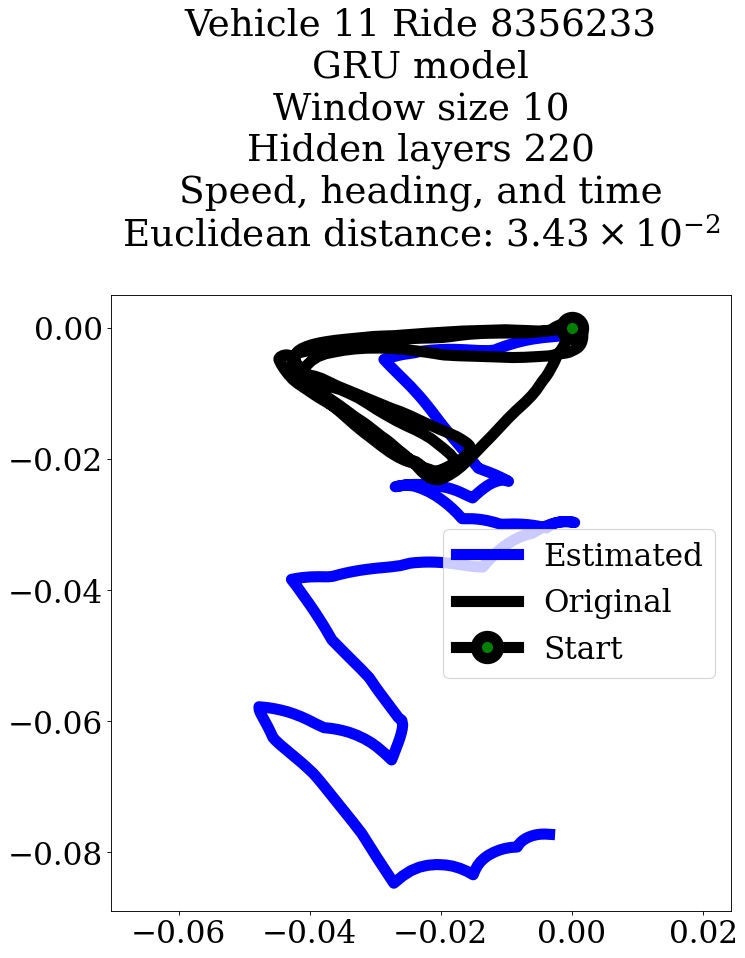 Vehicle 11 Ride 8356233
GRU model
Window size 10
Hidden layers 220
Speed, heading, and time
Euclidean distance: 3.43 × 10⁻²
0.00
−0.02
−0.04
−0.06
−0.08
Estimated
Original
Start
−0.06 −0.04 −0.02 0.00 0.02